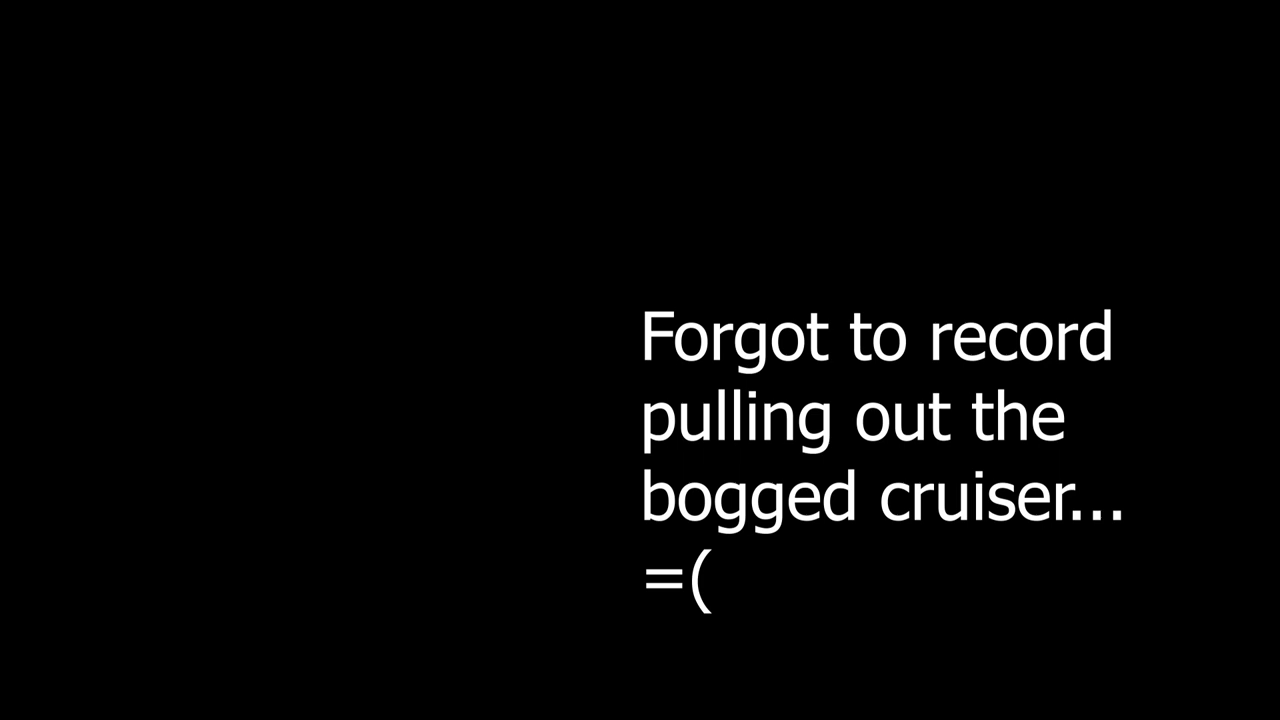 Forgot to record
pulling out the
bogged cruiser...
=(